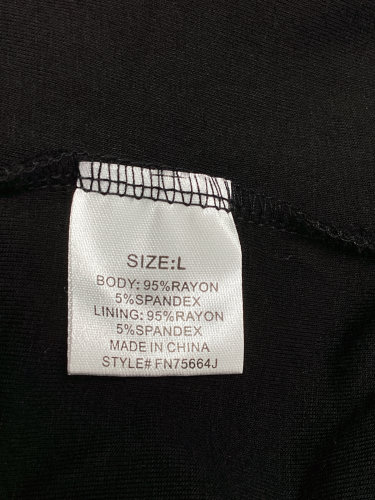 SIZE:L
BODY: 95%RAYON
5%SPANDEX
LINING: 95%RAYON
5%SPANDEX
MADE IN CHINA
STYLE# FN75664J